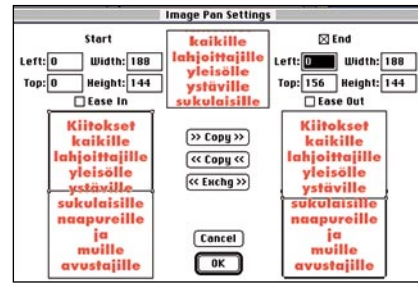 Image Pan Settings
Start
kaikille
lahjoittajille
yleisölle
ystäville
sukulaisille
End
Left: 0 Width: 188
Top: 0 Height: 144
Ease In
Left: 0 Width: 188
Top: 156 Height: 144
Ease Out
Kiitokset
kaikille
lahjoittajille
yleisölle
ystäville
sukulaisille
naapureille
ja
muille
avustajille
>> Copy >>
<< Copy <<
<< Exchg >>
Cancel
OK
Kiitokset
kaikille
lahjoittajille
yleisölle
ystäville
sukulaisille
naapureille
ja
muille
avustajille